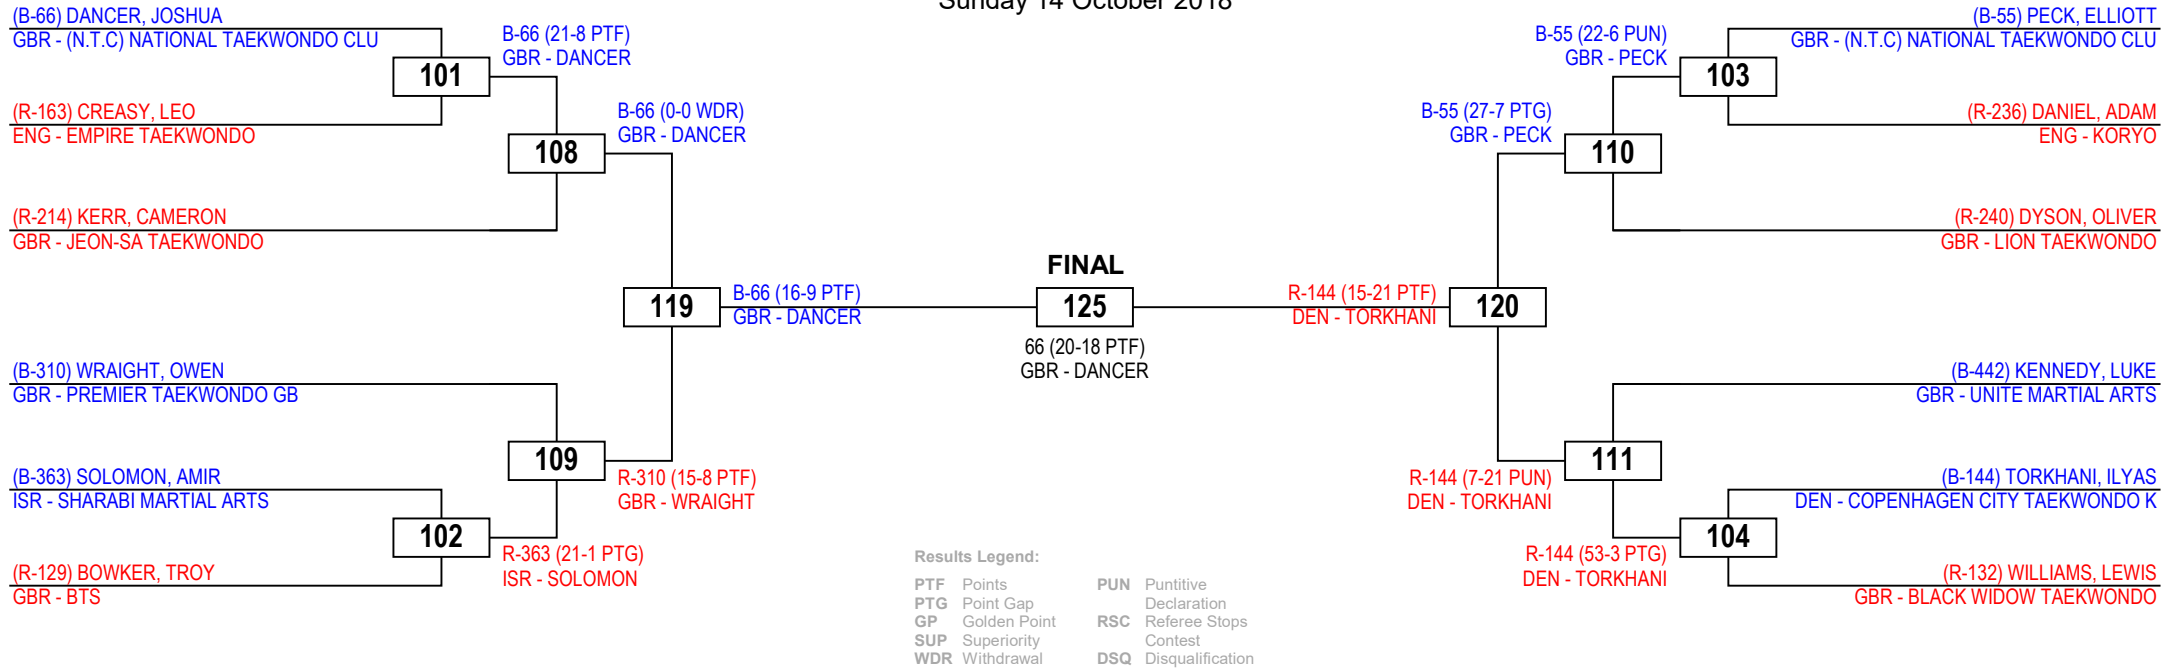 Sunday 14 October 2018
(B-66) DANCER, JOSHUA
GBR - (N.T.C) NATIONAL TAEKWONDO CLU
B-66 (21-8 PTF)
GBR - DANCER
101
(R-163) CREASY, LEO
ENG - EMPIRE TAEKWONDO
B-66 (0-0 WDR)
GBR - DANCER
108
(R-214) KERR, CAMERON
GBR - JEON-SA TAEKWONDO
119
B-66 (16-9 PTF)
GBR - DANCER
(B-310) WRAIGHT, OWEN
GBR - PREMIER TAEKWONDO GB
109
R-310 (15-8 PTF)
GBR - WRAIGHT
(B-363) SOLOMON, AMIR
ISR - SHARABI MARTIAL ARTS
102
R-363 (21-1 PTG)
ISR - SOLOMON
(R-129) BOWKER, TROY
GBR - BTS
FINAL
125
66 (20-18 PTF)
GBR - DANCER
(B-55) PECK, ELLIOTT
GBR - (N.T.C) NATIONAL TAEKWONDO CLU
B-55 (22-6 PUN)
GBR - PECK
103
(R-236) DANIEL, ADAM
ENG - KORYO
B-55 (27-7 PTG)
GBR - PECK
110
(R-240) DYSON, OLIVER
GBR - LION TAEKWONDO
R-144 (15-21 PTF)
DEN - TORKHANI
120
(B-442) KENNEDY, LUKE
GBR - UNITE MARTIAL ARTS
111
R-144 (7-21 PUN)
DEN - TORKHANI
(B-144) TORKHANI, ILYAS
DEN - COPENHAGEN CITY TAEKWONDO K
104
R-144 (53-3 PTG)
DEN - TORKHANI
(R-132) WILLIAMS, LEWIS
GBR - BLACK WIDOW TAEKWONDO
Results Legend:
PTF Points
PTG Point Gap
GP Golden Point
SUP Superiority
WDR Withdrawal
PUN Puntitive
Declaration
RSC Referee Stops
Contest
DSQ Disqualification